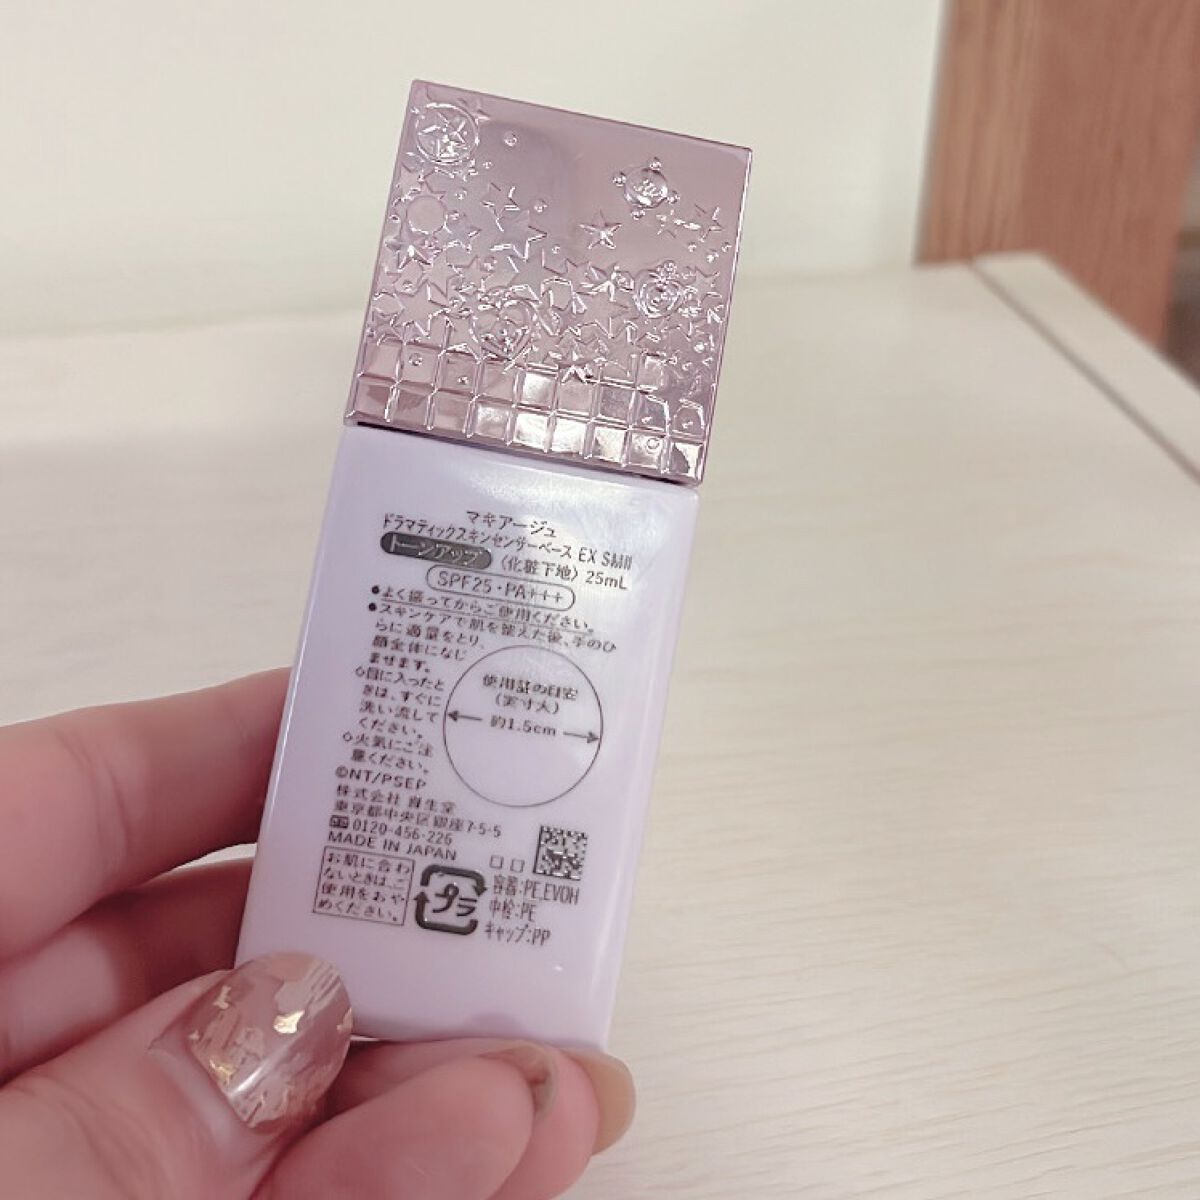 マキアージュ
ドラマティックスキンセンサーベース EX SMII
トーンアップ 〈化粧下地〉 25mL
SPF25・PA+++
●よく振ってからご使用ください。
●スキンケアで肌を整えた後、手のひ
らに適量をとり、
顔全体になじ
ませます。
◇目に入ったと
きは、すぐに
洗い流して
ください。
◇火気にご注
意ください。
使用量の目安
(実寸大)
約1.5cm
©NT/PSEP
株式会社 資生堂
東京都中央区銀座7-5-5
0120-456-226
MADE IN JAPAN
お肌に合わ
ないときは、ご
使用をおや
めください。
プラ
容器:PE,EVOH
中栓:PE
キャップ:PP